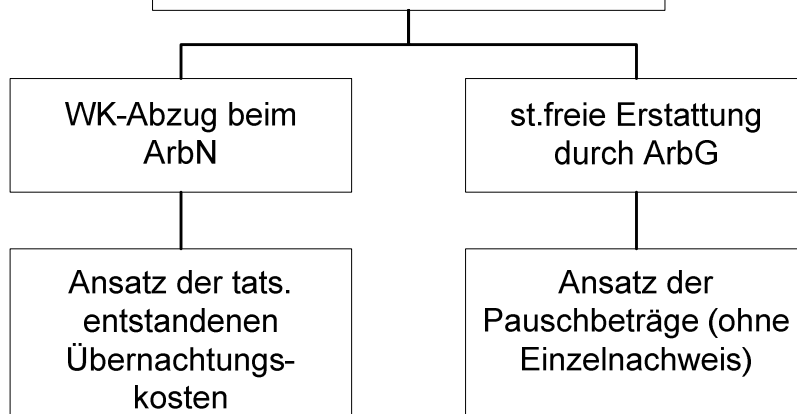 WK-Abzug beim
ArbN
st.freie Erstattung
durch ArbG
Ansatz der tats.
entstandenen
Übernachtungs-
kosten
Ansatz der
Pauschbeträge (ohne
Einzelnachweis)